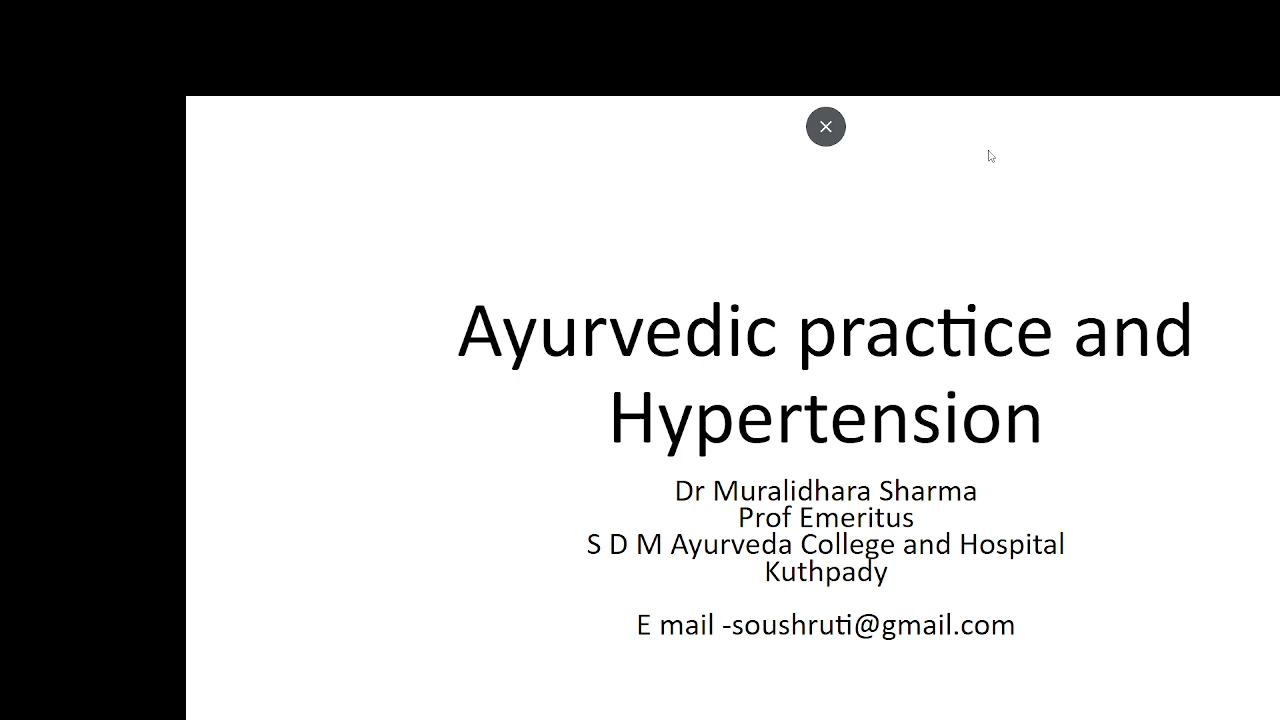 Ayurvedic practice and
Hypertension
Dr Muralidhara Sharma
Prof Emeritus
S D M Ayurveda College and Hospital
Kuthpady
E mail -soushruti@gmail.com